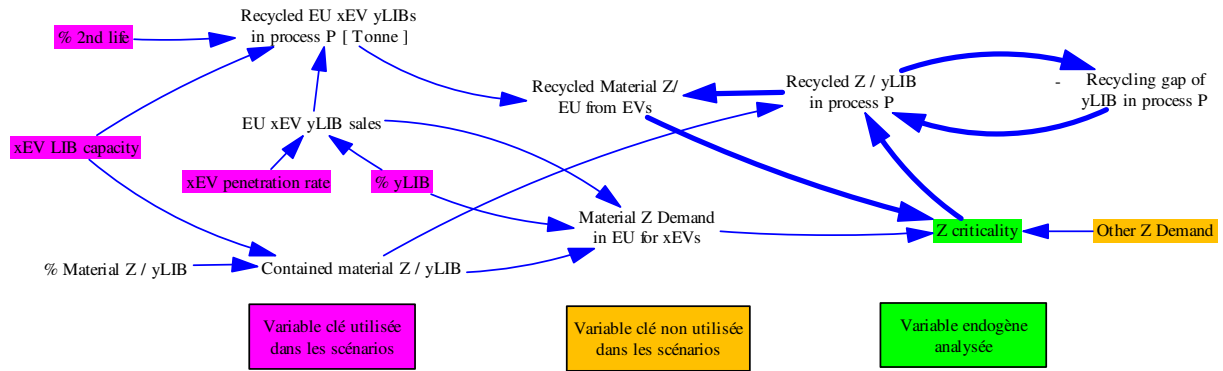 % 2nd life
Recycled EU xEV yLIBs
in process P [ Tonne ]
Recycled Material Z/
EU from EVs
Recycled Z / yLIB
in process P
-
Recycling gap of
yLIB in process P
EU xEV yLIB sales
xEV LIB capacity
xEV penetration rate
% yLIB
Material Z Demand
in EU for xEVs
Z criticality
Other Z Demand
% Material Z / yLIB
Contained material Z / yLIB
Variable clé utilisée
dans les scénarios
Variable clé non utilisée
dans les scénarios
Variable endogène
analysée